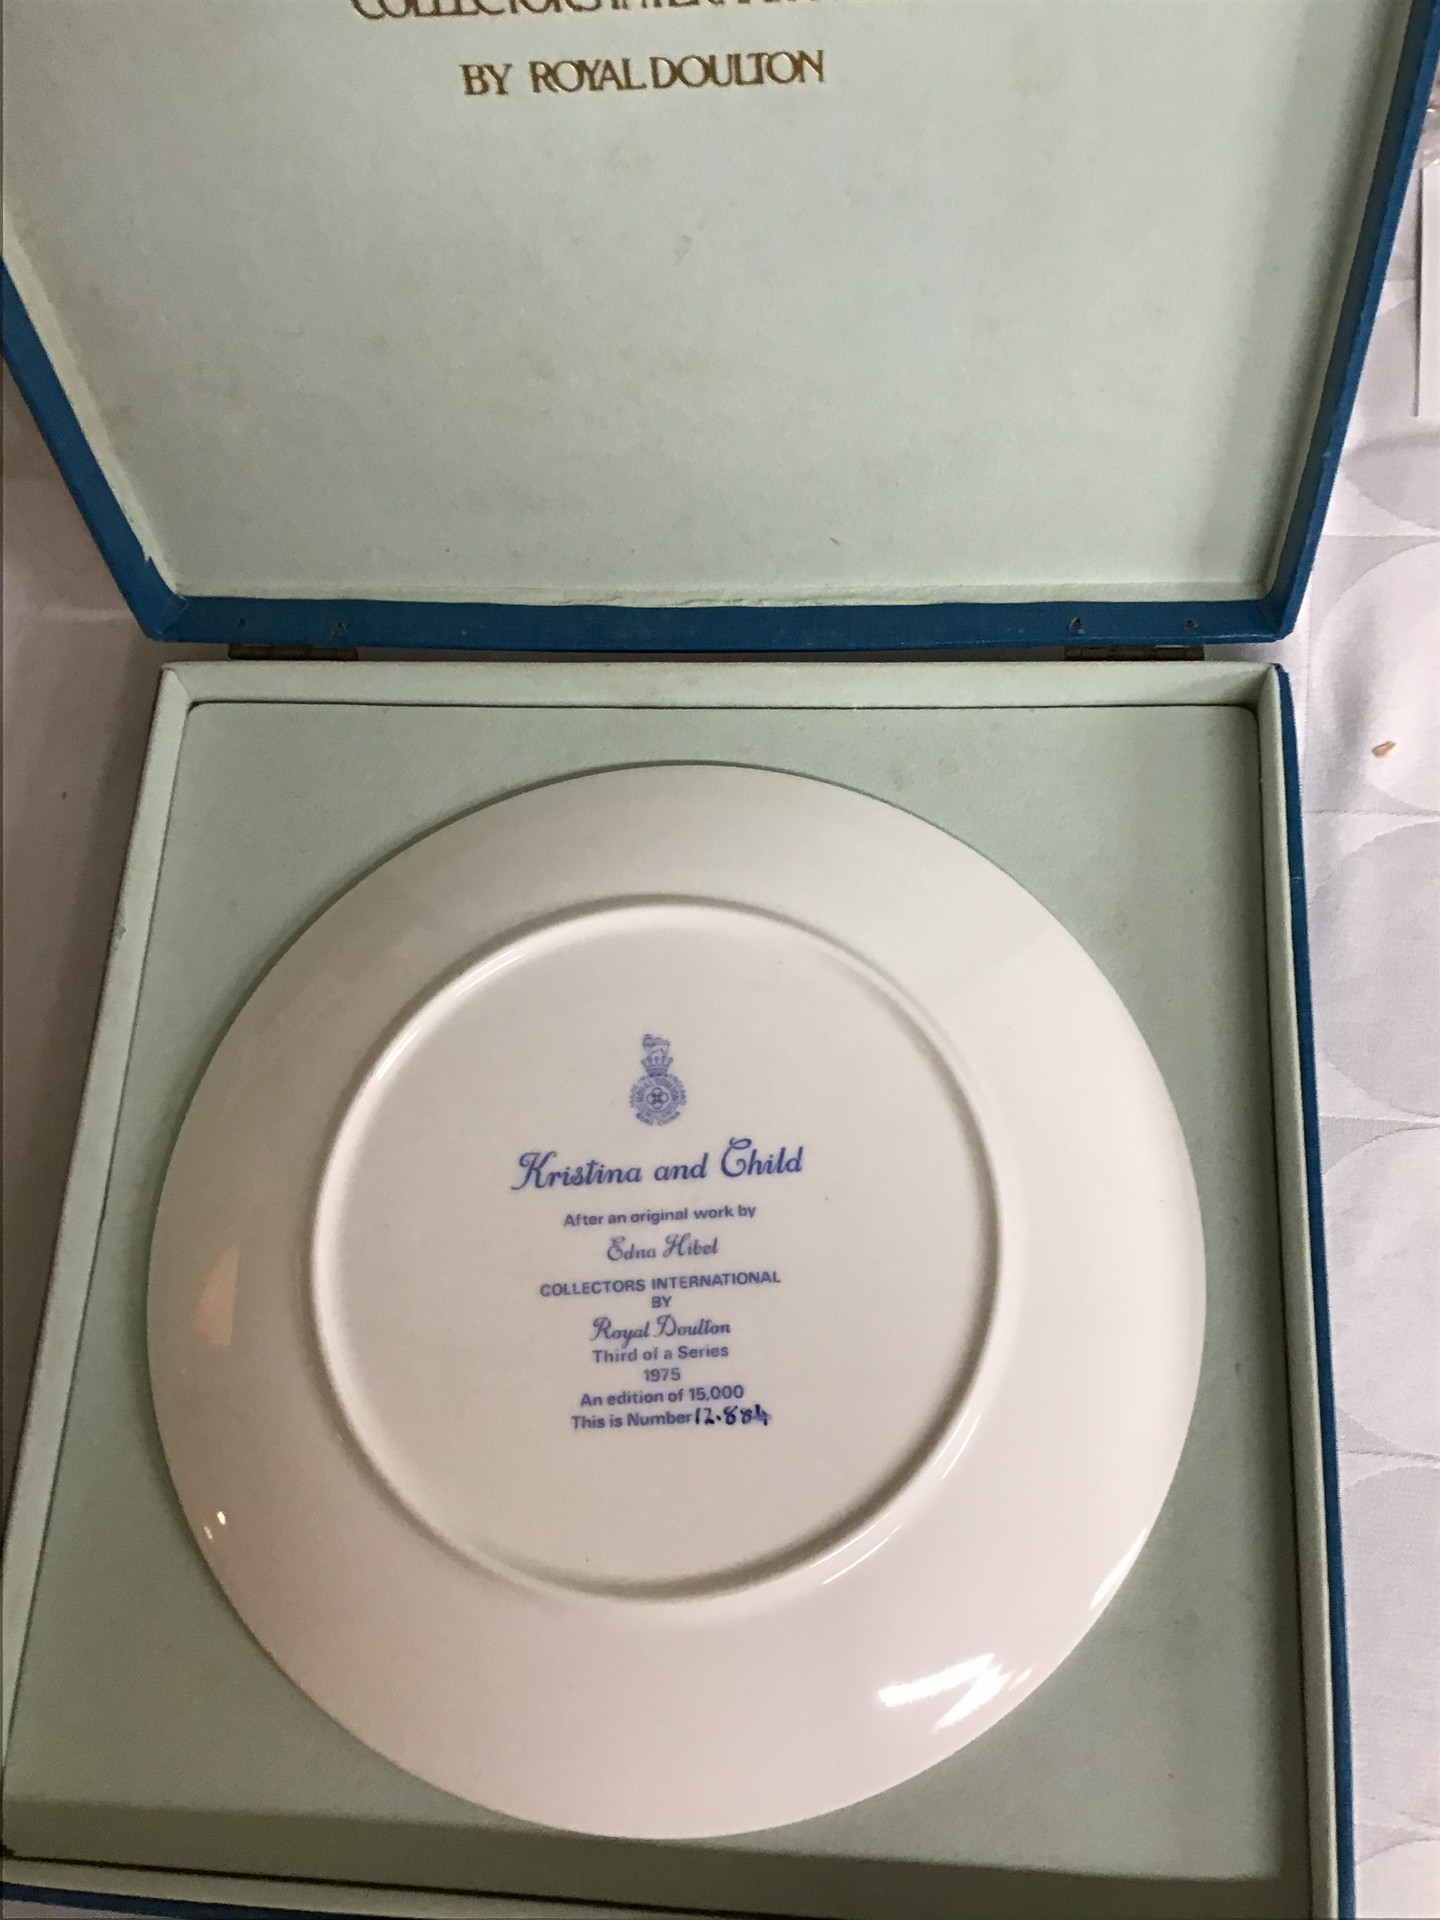 BY ROYAL DOULTON
Kristina and Child
After an original work by
Edna Hibel
COLLECTORS INTERNATIONAL
BY
Royal Doulton
Third of a Series
1975
An edition of 15,000
This is Number 12.884